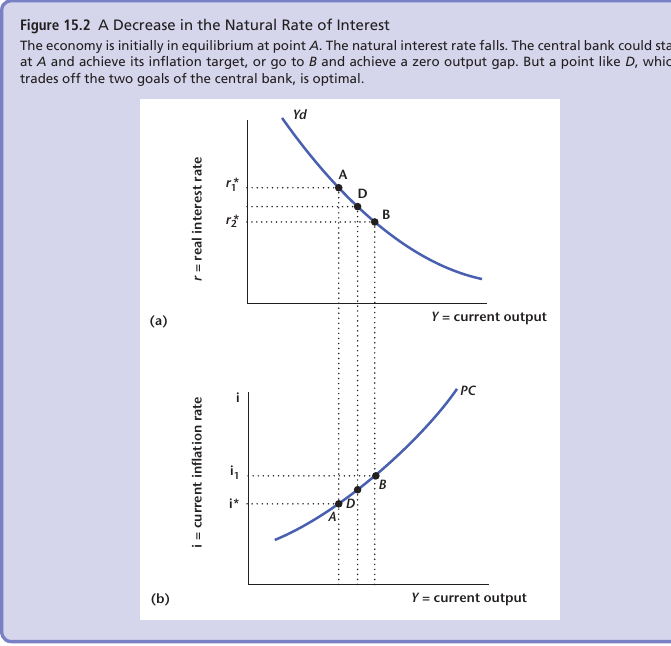 Figure 15.2 A Decrease in the Natural Rate of Interest
The economy is initially in equilibrium at point A. The natural interest rate falls. The central bank could
at A and achieve its inflation target, or go to B and achieve a zero output gap. But a point like D,
trades off the two goals of the central bank, is optimal.
Yd
A
r₁*
D
B
r₂*
r = real interest rate
(a)
Y = current output
i
PC
i₁
B
i*
D
A
i = current inflation rate
(b)
Y = current output